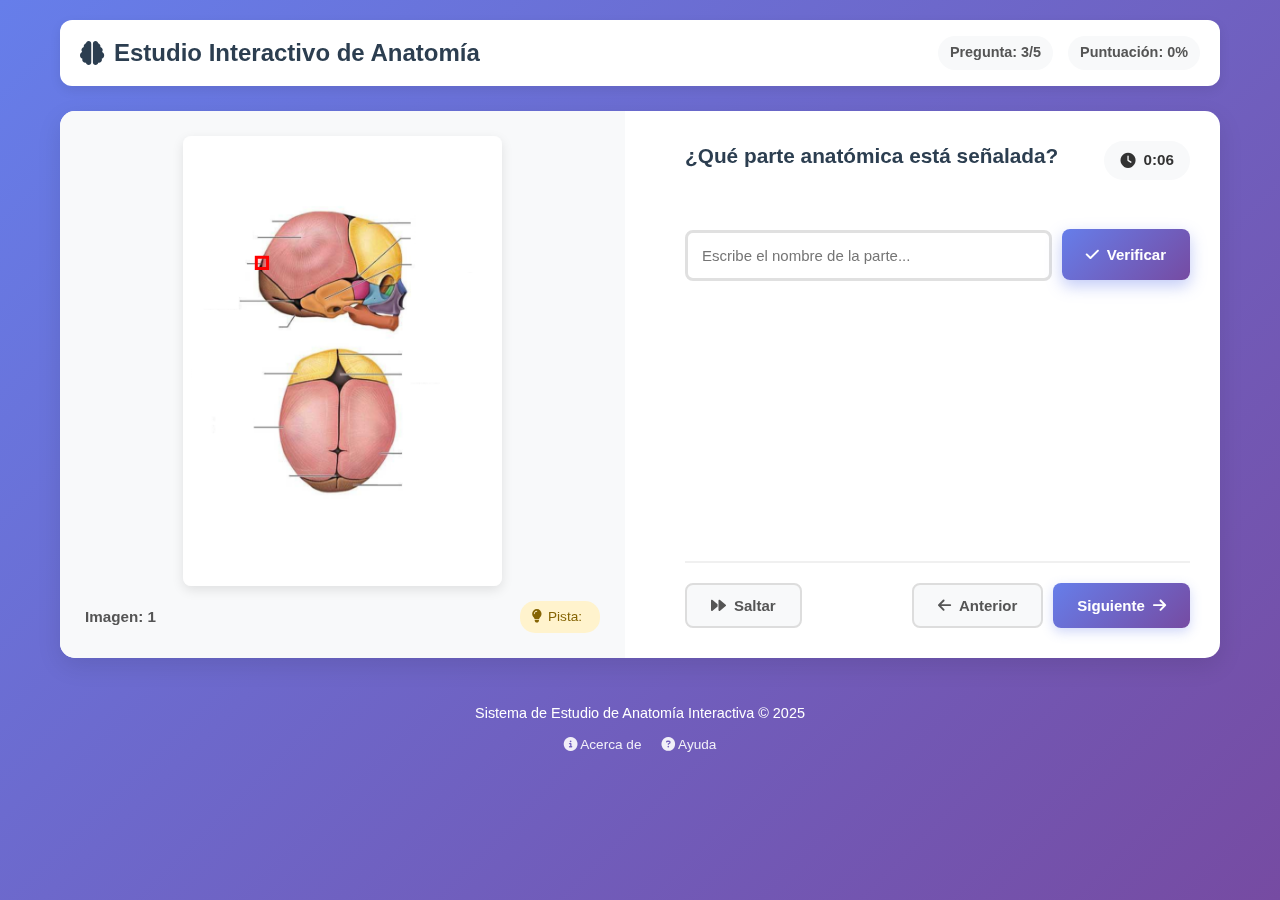 Estudio Interactivo de Anatomía
Pregunta: 3/5
Puntuación: 0%
¿Qué parte anatómica está señalada?
0:06
Escribe el nombre de la parte...
Verificar
Imagen: 1
Pista:
Saltar
Anterior
Siguiente
Sistema de Estudio de Anatomía Interactiva © 2025
Acerca de
Ayuda